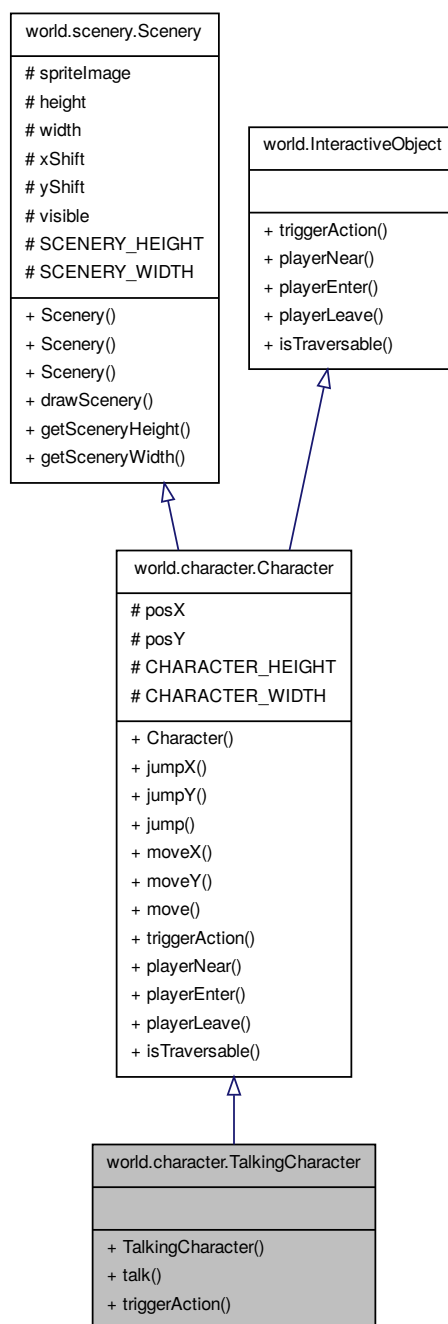 world.scenery.Scenery
# spriteImage
# height
# width
# xShift
# yShift
# visible
# SCENERY_HEIGHT
# SCENERY_WIDTH
+ Scenery()
+ Scenery()
+ Scenery()
+ drawScenery()
+ getSceneryHeight()
+ getSceneryWidth()
world.InteractiveObject
+ triggerAction()
+ playerNear()
+ playerEnter()
+ playerLeave()
+ isTraversable()
world.character.Character
# posX
# posY
# CHARACTER_HEIGHT
# CHARACTER_WIDTH
+ Character()
+ jumpX()
+ jumpY()
+ jump()
+ moveX()
+ moveY()
+ move()
+ triggerAction()
+ playerNear()
+ playerEnter()
+ playerLeave()
+ isTraversable()
world.character.TalkingCharacter
+ TalkingCharacter()
+ talk()
+ triggerAction()